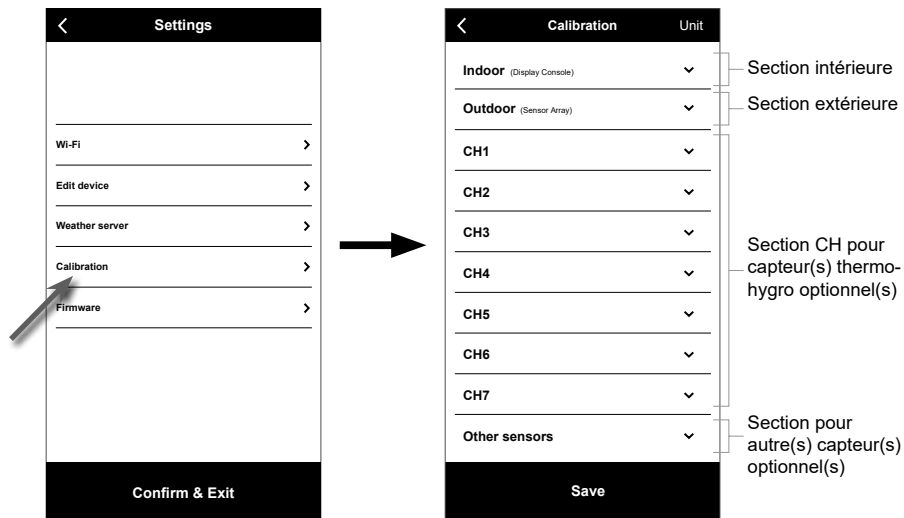 Settings
Wi-Fi
Edit device
Weather server
Calibration
Firmware
Confirm & Exit
Calibration Unit
Indoor (Display Console)
Outdoor (Sensor Array)
CH1
CH2
CH3
CH4
CH5
CH6
CH7
Other sensors
Save
Section intérieure
Section extérieure
Section CH pour
capteur(s) thermo-
hygro optionnel(s)
Section pour
autre(s) capteur(s)
optionnel(s)